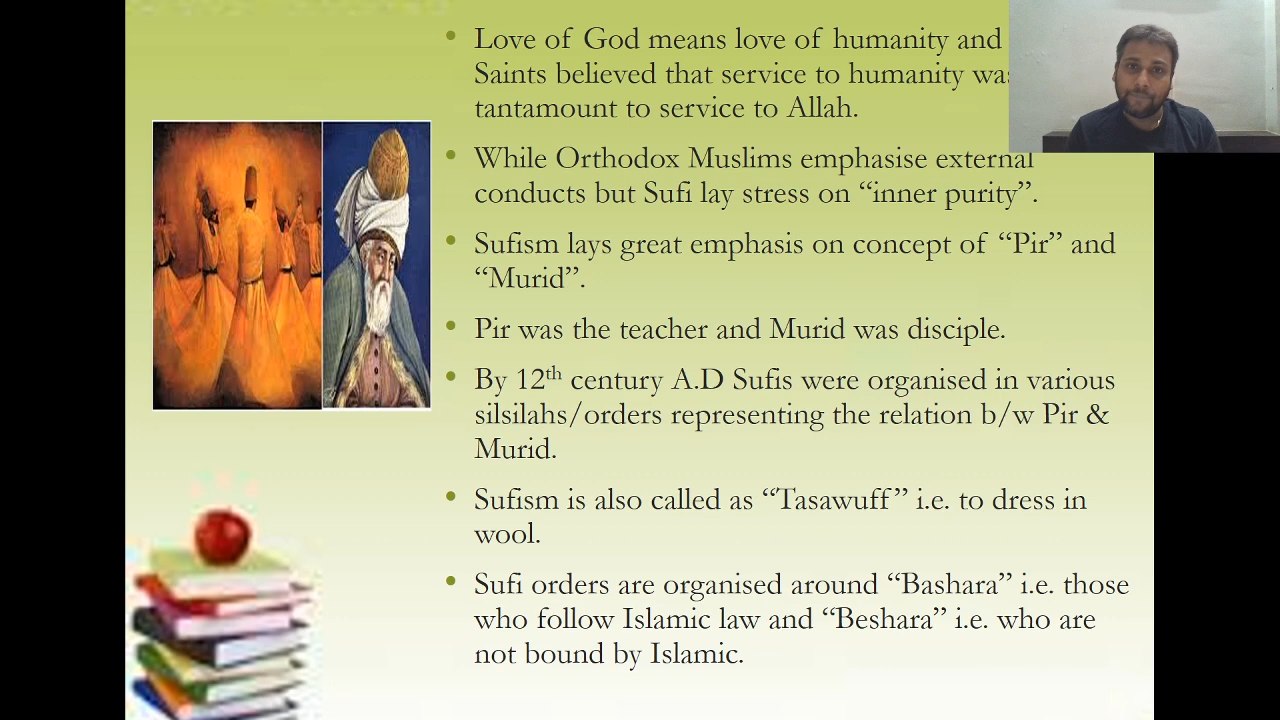 Love of God means love of humanity and
Saints believed that service to humanity was
tantamount to service to Allah.
While Orthodox Muslims emphasise external
conducts but Sufi lay stress on “inner purity”.
Sufism lays great emphasis on concept of “Pir” and
“Murid”.
Pir was the teacher and Murid was disciple.
By 12th century A.D Sufis were organised in various
silsilahs/orders representing the relation b/w Pir &
Murid.
Sufism is also called as “Tasawuff” i.e. to dress in
wool.
Sufi orders are organised around “Bashara” i.e. those
who follow Islamic law and “Beshara” i.e. who are
not bound by Islamic.